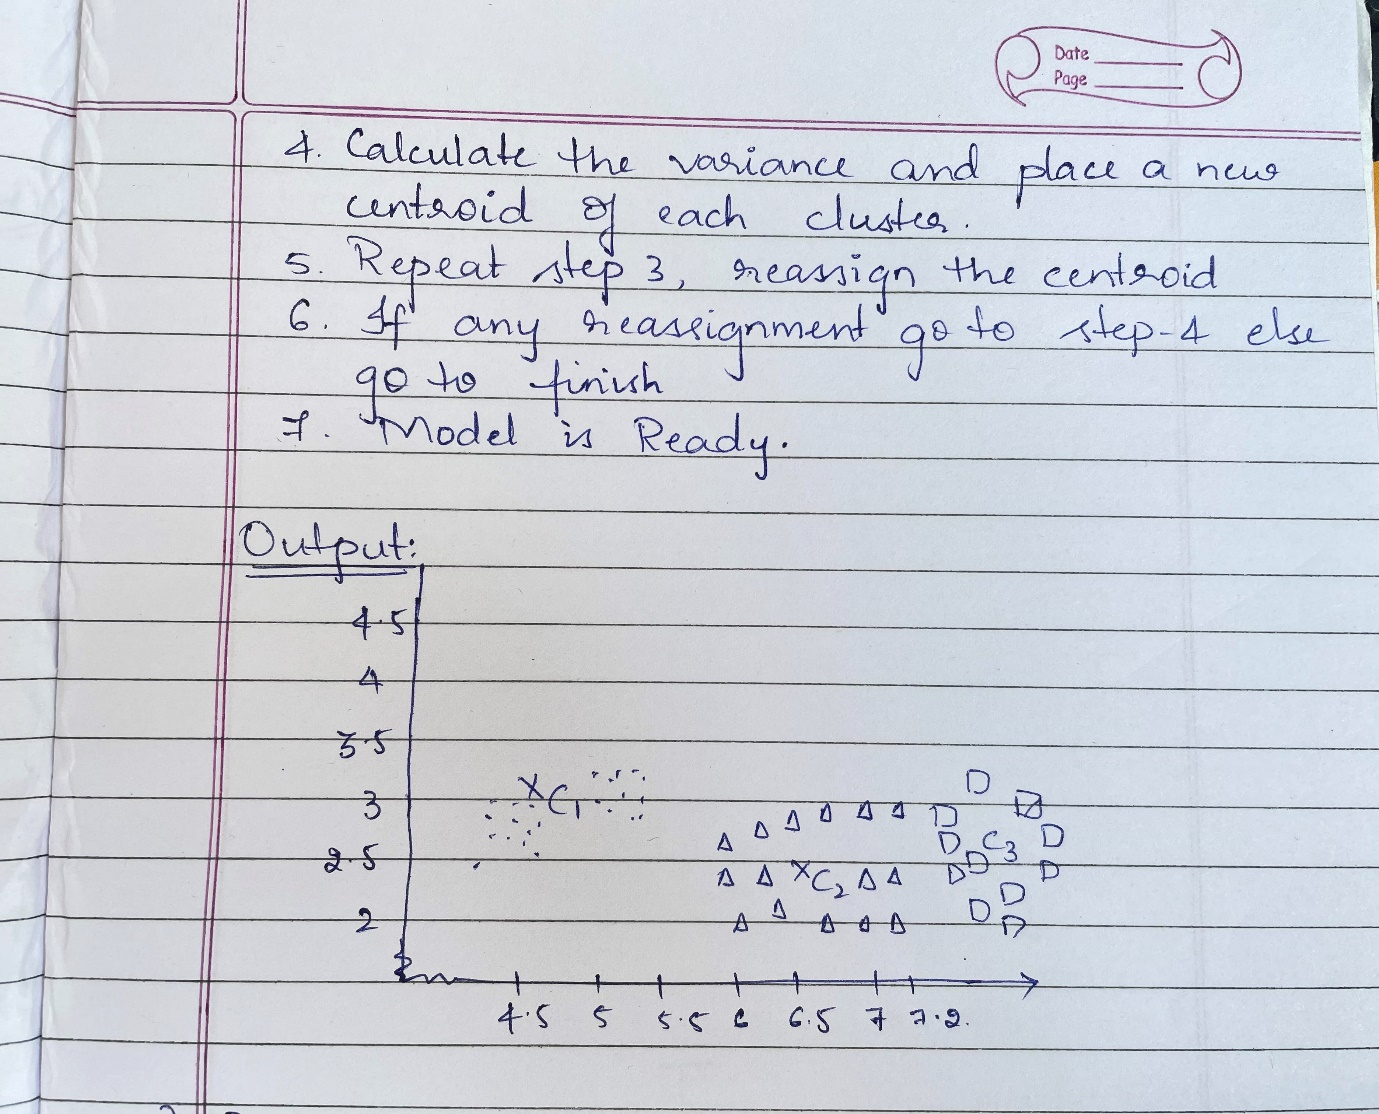 Date
Page
4. Calculate the variance and place a new
centroid of each cluster.
5. Repeat step 3, reassign the centroid
6. If any reassignment go to step-4 else
go to finish
7. Model is Ready.
Output:
4.5
4
3.5
3
2.5
2
X C1
X C2
C3
4.5 5 5.5 6 6.5 7 7.2.